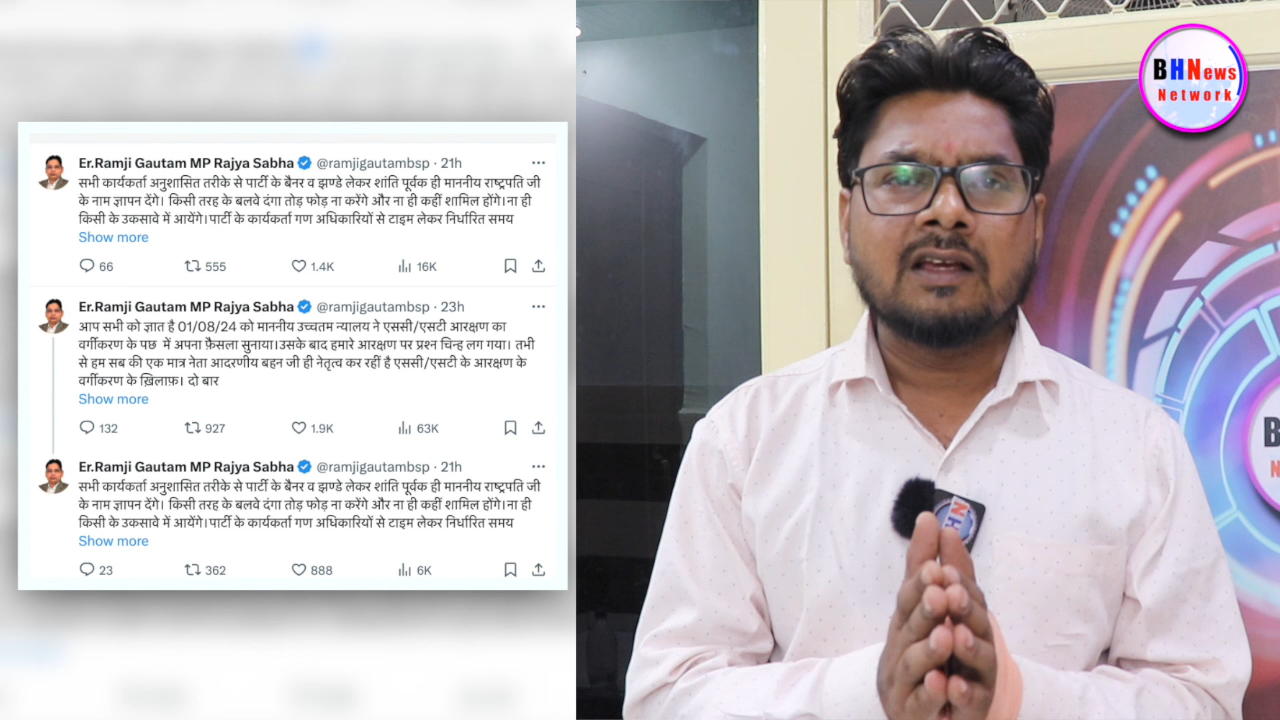 Er.Ramji Gautam MP Rajya Sabha @ramjigautambsp · 21h
सभी कार्यकर्ता अनुशासित तरीके से पार्टी के बैनर व झण्डे लेकर शांति पूर्वक ही माननीय राष्ट्रपति जी
के नाम ज्ञापन देंगे। किसी तरह के बलवे दंगा तोड़ फोड़ ना करेंगे और ना ही कहीं शामिल होंगे।ना ही
किसी के उकसावे में आयेंगे।पार्टी के कार्यकर्ता गण अधिकारियों से टाइम लेकर निर्धारित समय
Show more
66 555 1.4K 16K
Er.Ramji Gautam MP Rajya Sabha @ramjigautambsp · 23h
आप सभी को ज्ञात है 01/08/24 को माननीय उच्चतम न्यालय ने एससी/एसटी आरक्षण का
वर्गीकरण के पछ में अपना फ़ैसला सुनाया।उसके बाद हमारे आरक्षण पर प्रशन चिन्ह लग गया। तभी
से हम सब की एक मात्र नेता आदरणीय बहन जी ही नेतृत्व कर रहीं है एससी/एसटी के आरक्षण के
वर्गीकरण के ख़िलाफ़। दो बार
Show more
132 927 1.9K 63K
Er.Ramji Gautam MP Rajya Sabha @ramjigautambsp · 21h
सभी कार्यकर्ता अनुशासित तरीके से पार्टी के बैनर व झण्डे लेकर शांति पूर्वक ही माननीय राष्ट्रपति जी
के नाम ज्ञापन देंगे। किसी तरह के बलवे दंगा तोड़ फोड़ ना करेंगे और ना ही कहीं शामिल होंगे।ना ही
किसी के उकसावे में आयेंगे।पार्टी के कार्यकर्ता गण अधिकारियों से टाइम लेकर निर्धारित समय
Show more
23 362 888 6K
BHNews
Network
BHN
B
N